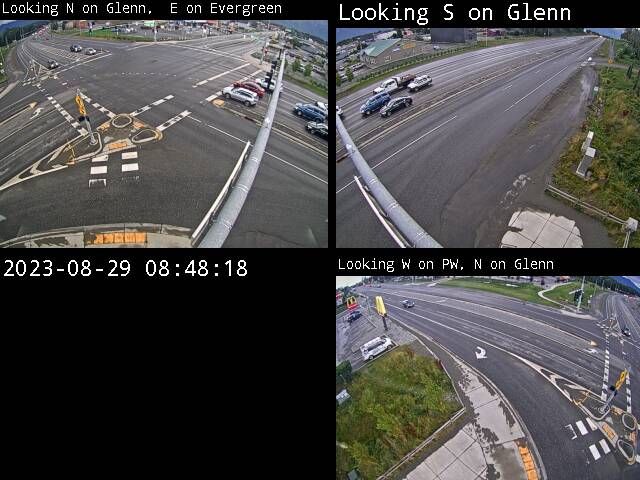 Looking N on Glenn, E on Evergreen
Looking S on Glenn
2023-08-29 08:48:18
Looking W on PW, N on Glenn